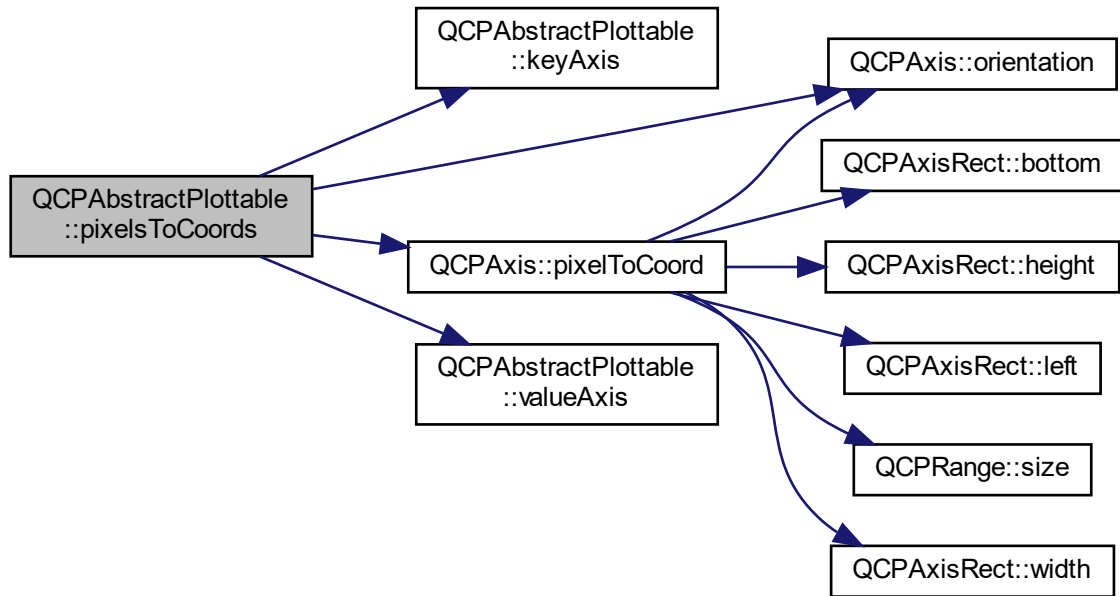 QCPAbstractPlottable
::pixelsToCoords
QCPAbstractPlottable
::keyAxis
QCPAxis::pixelToCoord
QCPAbstractPlottable
::valueAxis
QCPAxis::orientation
QCPAxisRect::bottom
QCPAxisRect::height
QCPAxisRect::left
QCPRange::size
QCPAxisRect::width